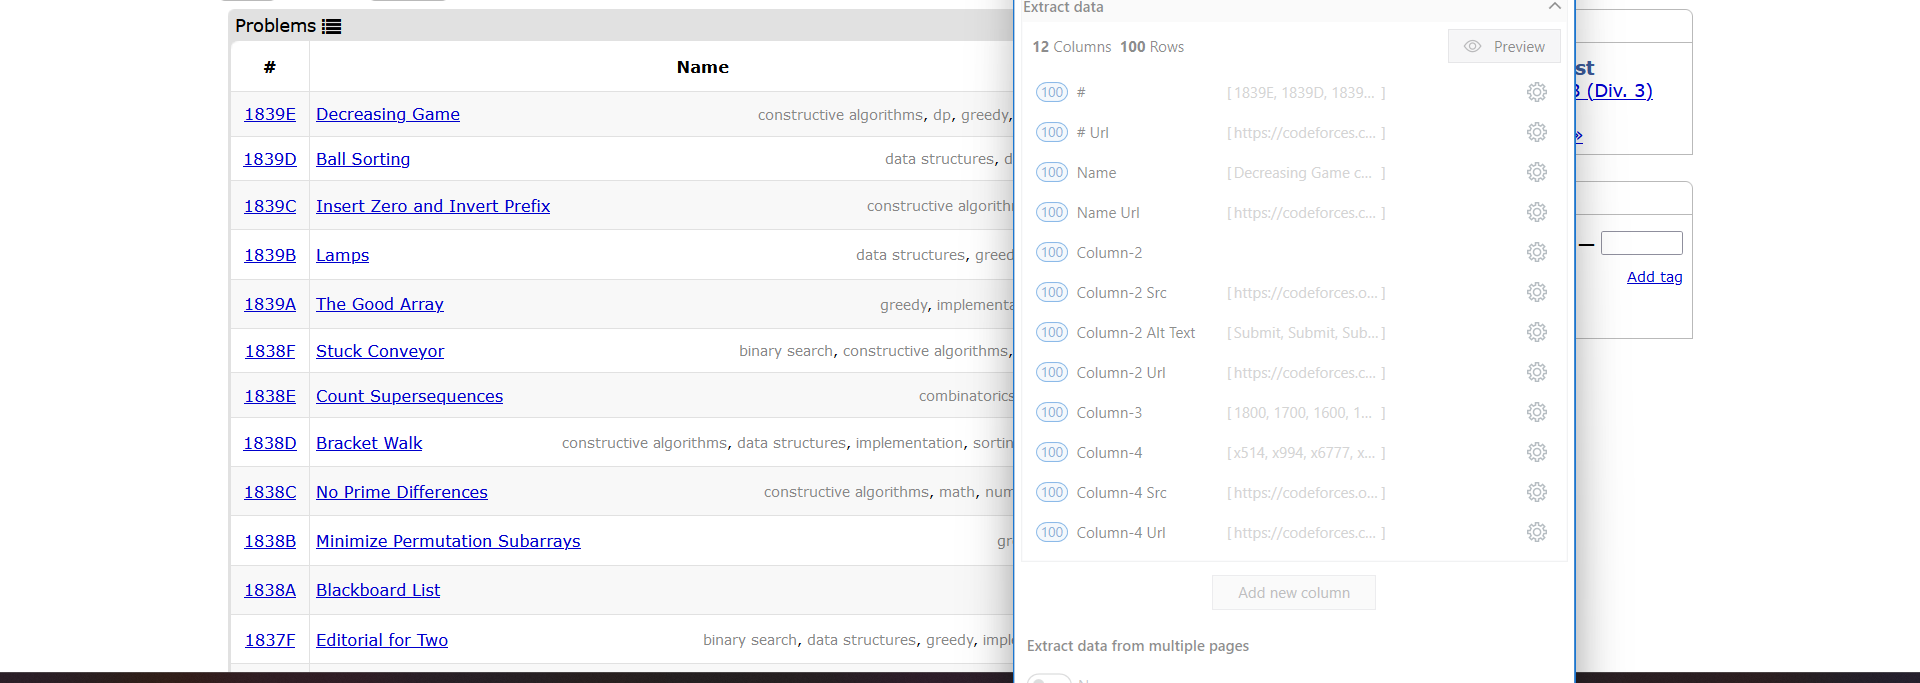 Problems
# Name
1839E Decreasing Game constructive algorithms, dp, greedy,
1839D Ball Sorting data structures, d
1839C Insert Zero and Invert Prefix constructive algorith
1839B Lamps data structures, greed
1839A The Good Array greedy, implementa
1838F Stuck Conveyor binary search, constructive algorithms,
1838E Count Supersequences combinatorics
1838D Bracket Walk constructive algorithms, data structures, implementation, sortin
1838C No Prime Differences constructive algorithms, math, num
1838B Minimize Permutation Subarrays gr
1838A Blackboard List
1837F Editorial for Two binary search, data structures, greedy, impl
Extract data
12 Columns 100 Rows Preview
100 # [ 1839E, 1839D, 1839... ]
100 # Url [ https://codeforces.c... ]
100 Name [ Decreasing Game c... ]
100 Name Url [ https://codeforces.c... ]
100 Column-2
100 Column-2 Src [ https://codeforces.o... ]
100 Column-2 Alt Text [ Submit, Submit, Sub... ]
100 Column-2 Url [ https://codeforces.c... ]
100 Column-3 [ 1800, 1700, 1600, 1... ]
100 Column-4 [ x514, x994, x6777, x... ]
100 Column-4 Src [ https://codeforces.o... ]
100 Column-4 Url [ https://codeforces.c... ]
Add new column
Extract data from multiple pages
st
3 (Div. 3)
»
—
Add tag